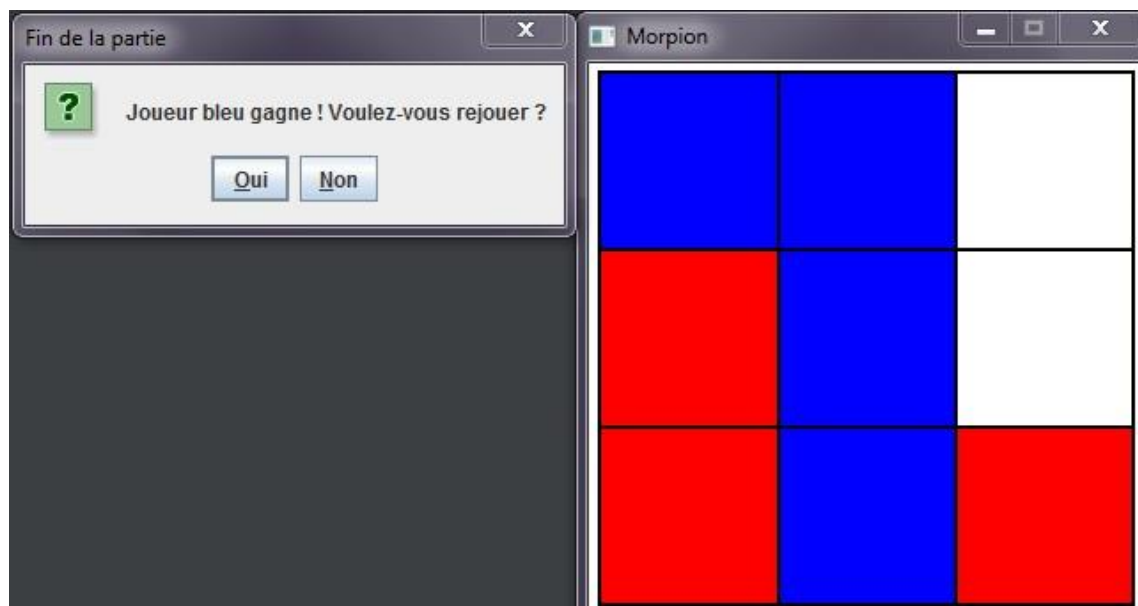 Fin de la partie
Joueur bleu gagne ! Voulez-vous rejouer ?
Oui
Non
Morpion